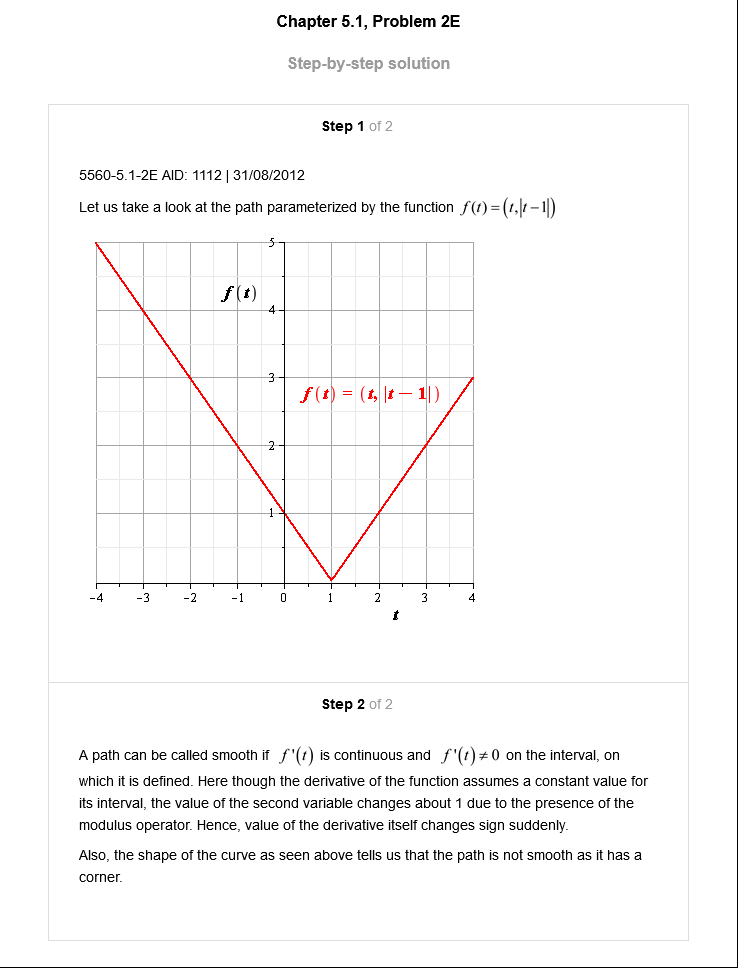 Chapter 5.1, Problem 2E
Step-by-step solution
Step 1 of 2
5560-5.1-2E AID: 1112 | 31/08/2012
Let us take a look at the path parameterized by the function f(t)=(t,|t−1|)
5
f(t)
4
3
f(t) = (t, |t − 1|)
2
1
-4 -3 -2 -1 0 1 2 3 4
t
Step 2 of 2
A path can be called smooth if f'(t) is continuous and f'(t)≠0 on the interval, on
which it is defined. Here though the derivative of the function assumes a constant value for
its interval, the value of the second variable changes about 1 due to the presence of the
modulus operator. Hence, value of the derivative itself changes sign suddenly.
Also, the shape of the curve as seen above tells us that the path is not smooth as it has a
corner.